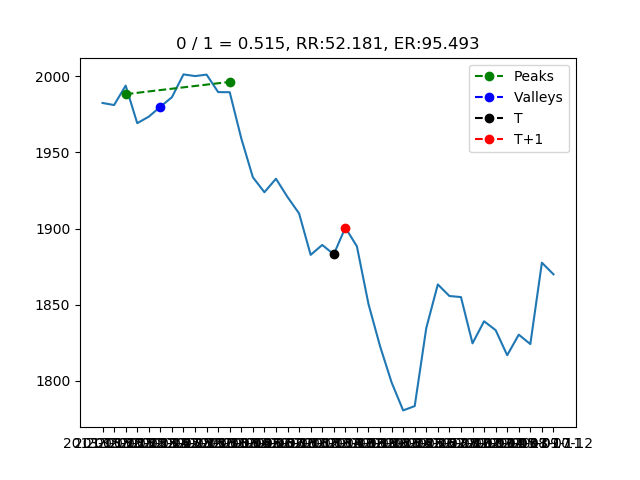 0 / 1 = 0.515, RR:52.181, ER:95.493
Peaks
Valleys
T
T+1
2000
1950
1900
1850
1800